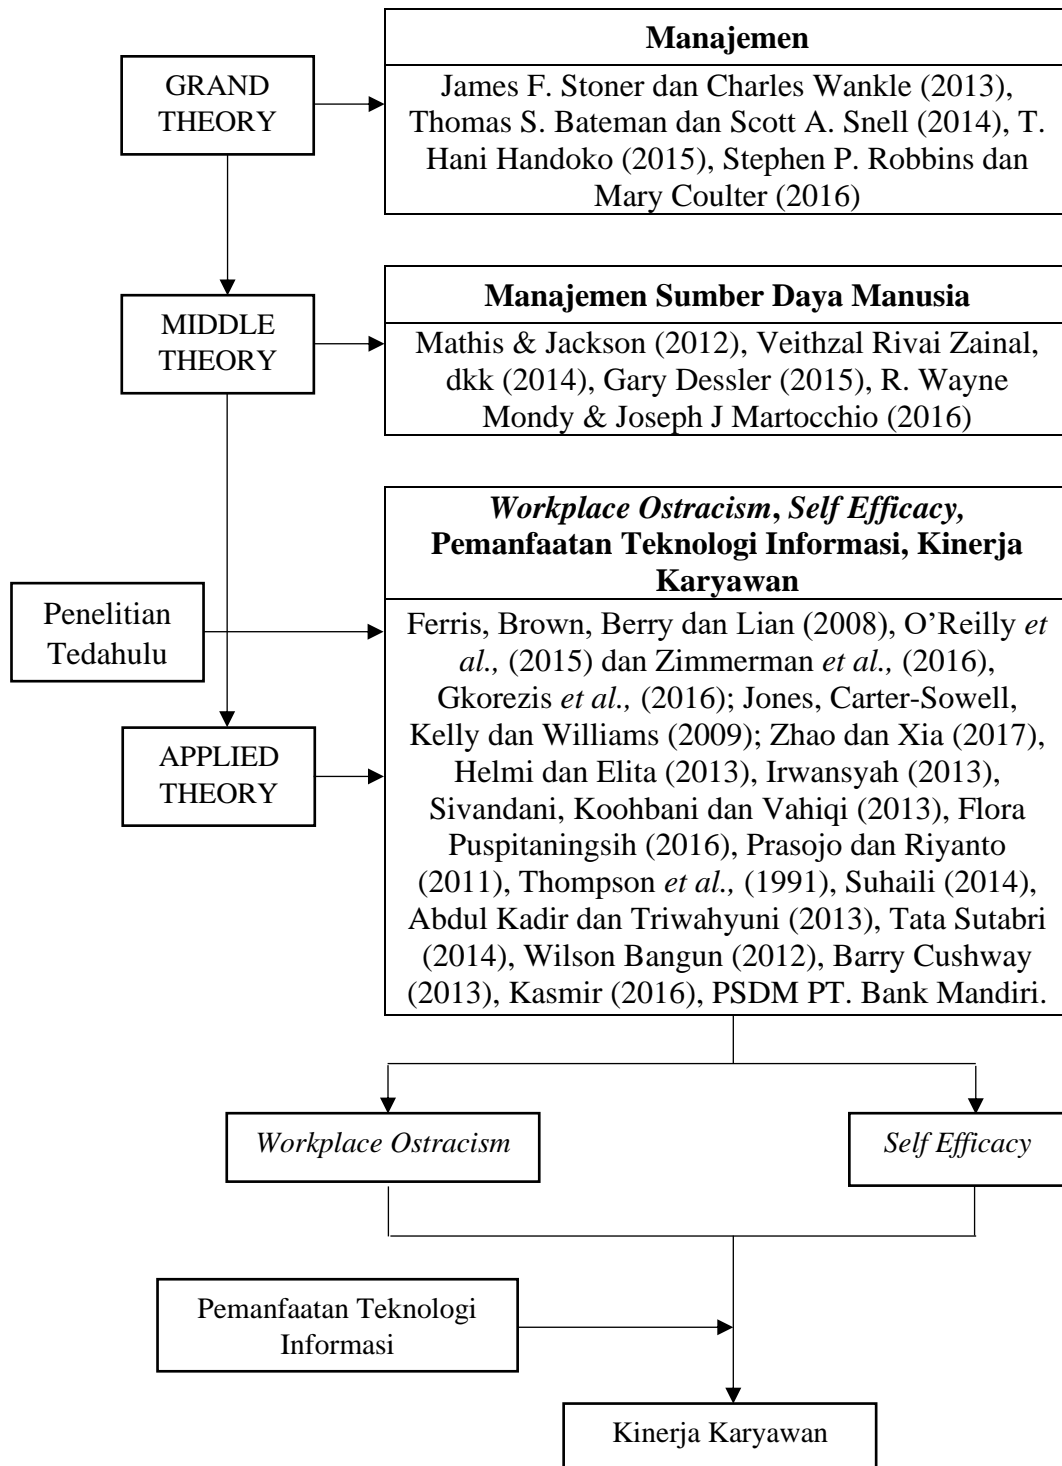 GRAND
THEORY
Manajemen
James F. Stoner dan Charles Wankle (2013),
Thomas S. Bateman dan Scott A. Snell (2014), T.
Hani Handoko (2015), Stephen P. Robbins dan
Mary Coulter (2016)
MIDDLE
THEORY
Manajemen Sumber Daya Manusia
Mathis & Jackson (2012), Veithzal Rivai Zainal,
dkk (2014), Gary Dessler (2015), R. Wayne
Mondy & Joseph J Martocchio (2016)
Penelitian
Tedahulu
APPLIED
THEORY
Workplace Ostracism, Self Efficacy,
Pemanfaatan Teknologi Informasi, Kinerja
Karyawan
Ferris, Brown, Berry dan Lian (2008), O’Reilly et
al., (2015) dan Zimmerman et al., (2016),
Gkorezis et al., (2016); Jones, Carter-Sowell,
Kelly dan Williams (2009); Zhao dan Xia (2017),
Helmi dan Elita (2013), Irwansyah (2013),
Sivandani, Koohbani dan Vahiqi (2013), Flora
Puspitaningsih (2016), Prasojo dan Riyanto
(2011), Thompson et al., (1991), Suhaili (2014),
Abdul Kadir dan Triwahyuni (2013), Tata Sutabri
(2014), Wilson Bangun (2012), Barry Cushway
(2013), Kasmir (2016), PSDM PT. Bank Mandiri.
Workplace Ostracism
Self Efficacy
Pemanfaatan Teknologi
Informasi
Kinerja Karyawan